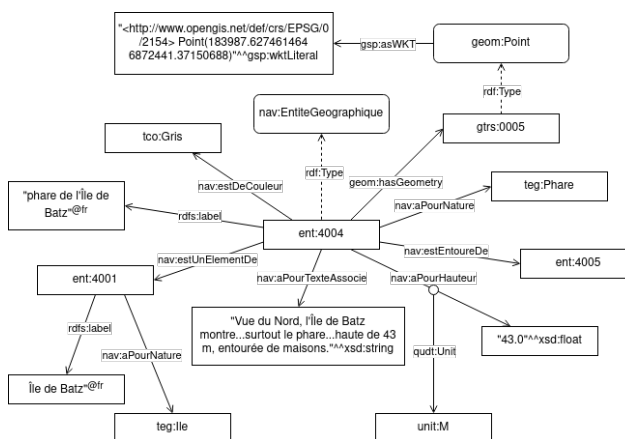 "<http://www.opengis.net/def/crs/EPSG/0
/2154> Point(183987.627461464
6872441.37150688)"^^gsp:wktLiteral
gsp:asWKT
geom:Point
rdf:Type
nav:EntiteGeographique
gtrs:0005
tco:Gris
rdf:Type
geom:hasGeometry
nav:estDeCouleur
teg:Phare
"phare de l'Île de
Batz"@fr
rdfs:label
nav:aPourNature
ent:4004
nav:estUnElementDe
nav:estEntoureDe
ent:4005
ent:4001
nav:aPourTexteAssocie
nav:aPourHauteur
rdfs:label
"Vue du Nord, l'Île de Batz
montre...surtout le phare...haute de 43
m, entourée de maisons."^^xsd:string
"43.0"^^xsd:float
nav:aPourNature
qudt:Unit
Île de Batz"@fr
teg:Ile
unit:M